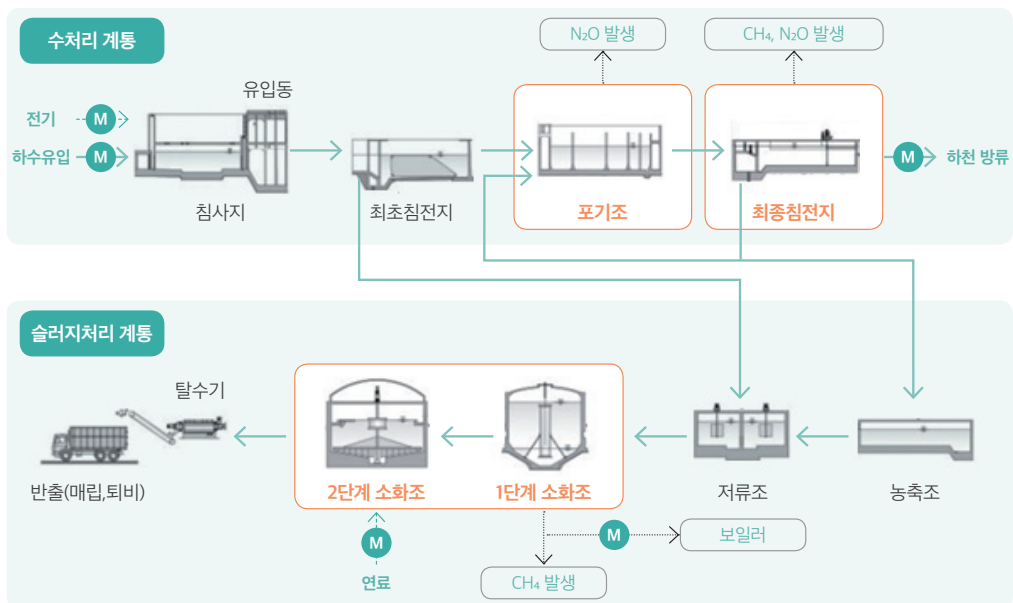 수처리 계통
N₂O 발생
CH₄, N₂O 발생
유입동
전기
M
하수유입
M
M
하천 방류
침사지
최초침전지
포기조
최종침전지
슬러지처리 계통
탈수기
반출(매립,퇴비)
2단계 소화조
1단계 소화조
저류조
농축조
M
보일러
M
연료
CH₄ 발생